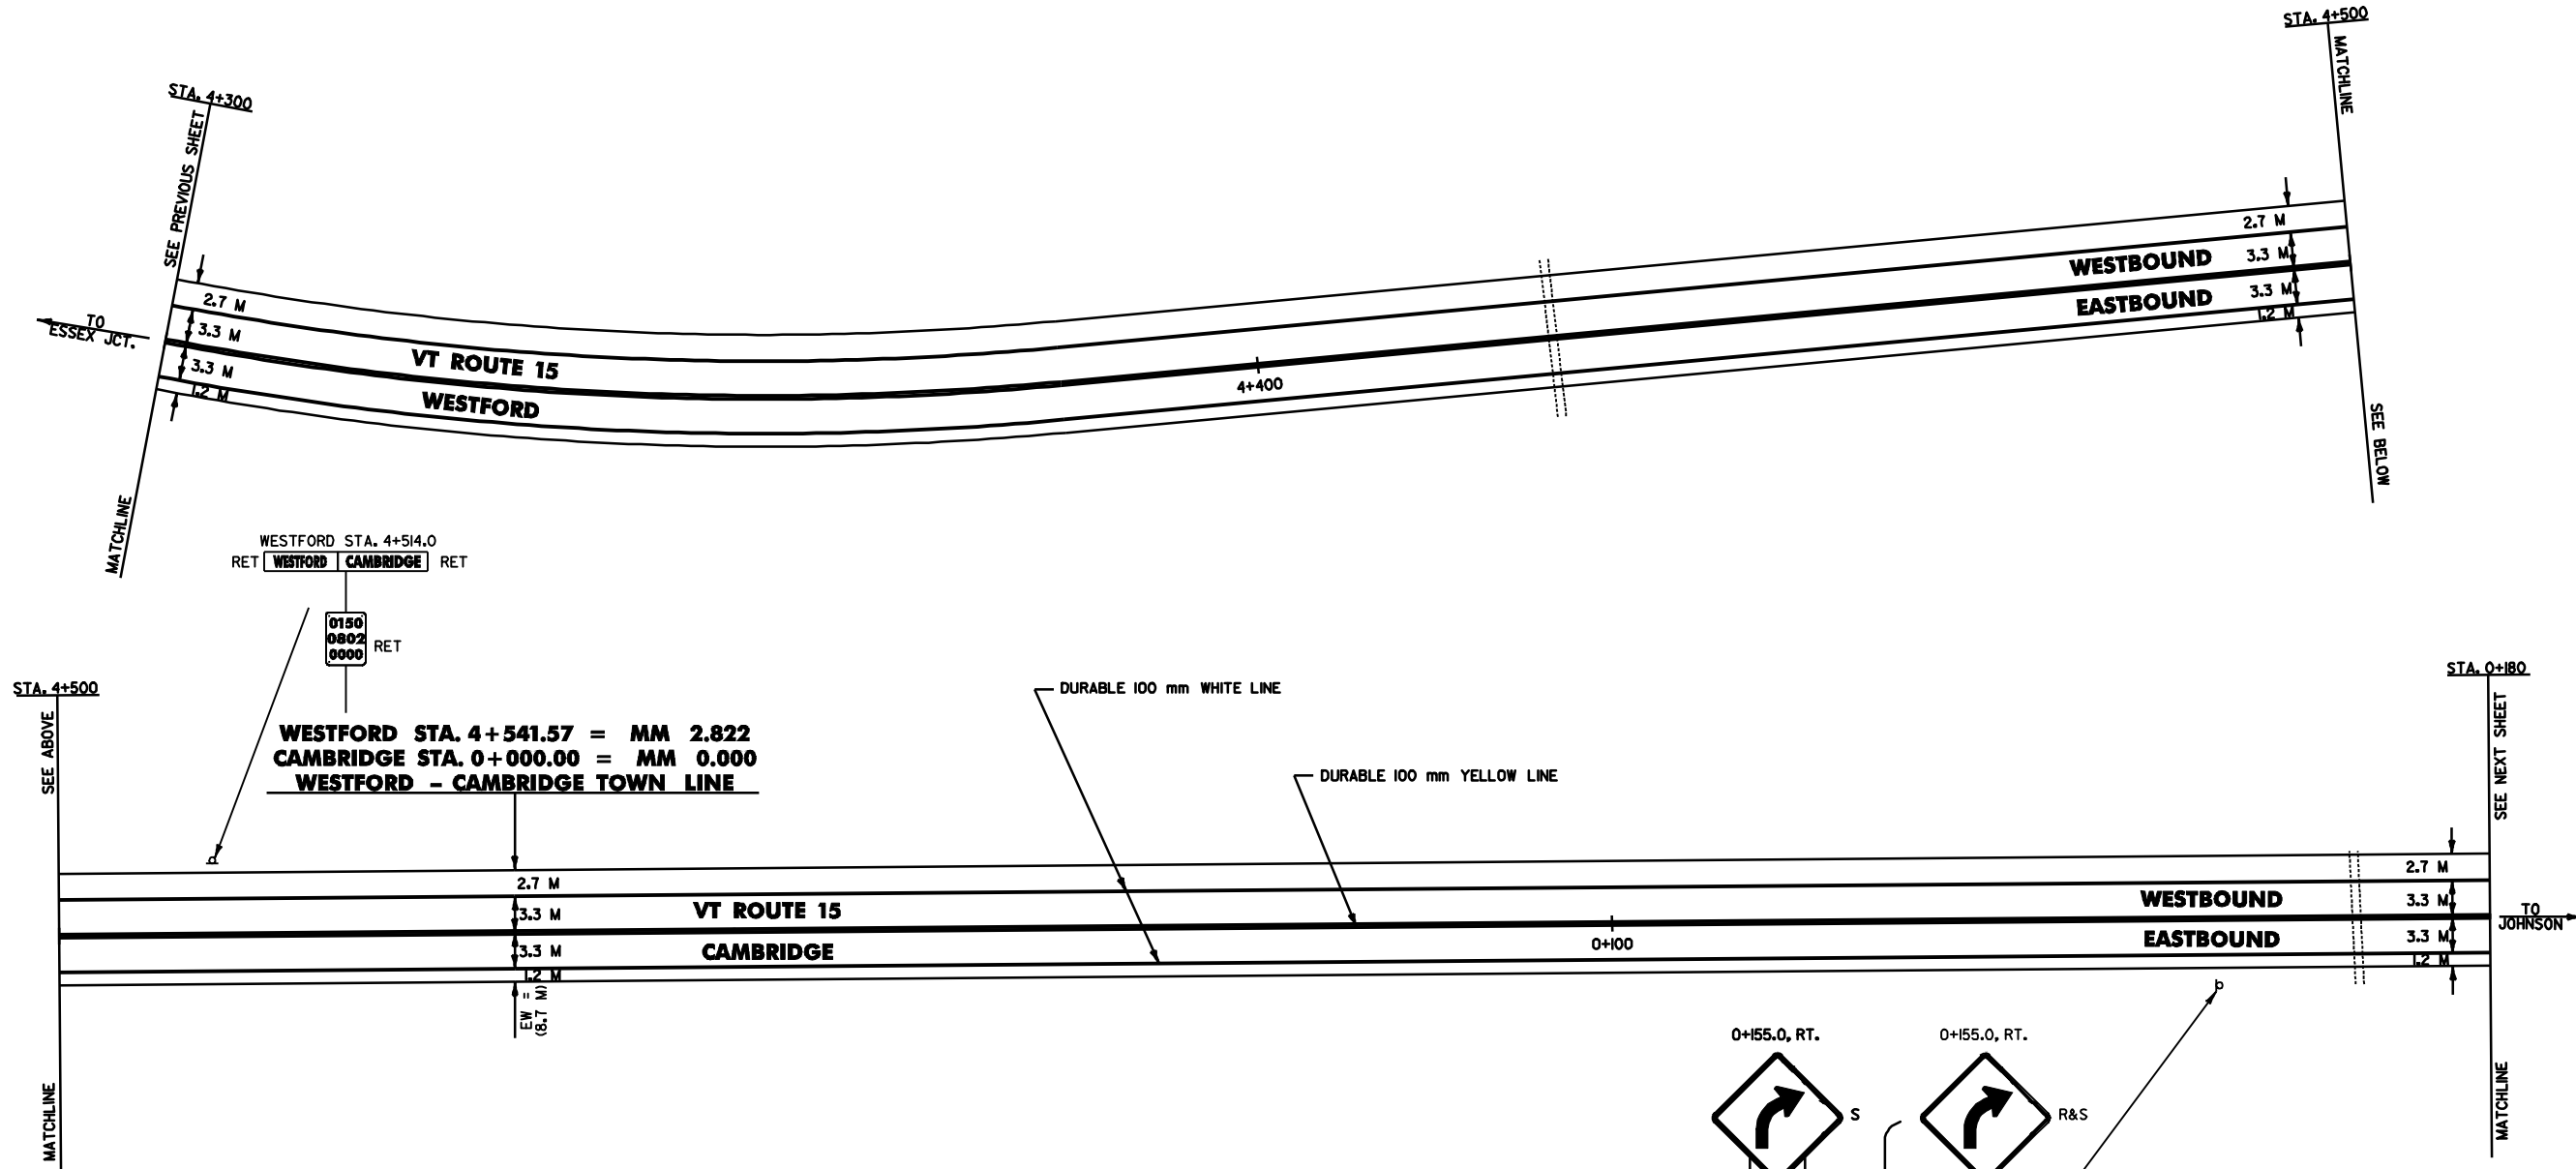 STA. 4+500
MATCHLINE
STA. 4+300
SEE PREVIOUS SHEET
2.7 M
WESTBOUND
3.3 M
EASTBOUND
3.3 M
1.2 M
TO
ESSEX JCT.
2.7 M
3.3 M
3.3 M
1.2 M
VT ROUTE 15
WESTFORD
4+400
SEE BELOW
MATCHLINE
WESTFORD STA. 4+514.0
RET WESTFORD CAMBRIDGE RET
0150
0802
0000
RET
STA. 4+500
SEE ABOVE
STA. 0+180
SEE NEXT SHEET
DURABLE 100 mm WHITE LINE
WESTFORD STA. 4+541.57 = MM 2.822
CAMBRIDGE STA. 0+000.00 = MM 0.000
WESTFORD - CAMBRIDGE TOWN LINE
DURABLE 100 mm YELLOW LINE
2.7 M
3.3 M
VT ROUTE 15
3.3 M
CAMBRIDGE
1.2 M
EW =
(8.7 M)
0+100
2.7 M
WESTBOUND
3.3 M
EASTBOUND
3.3 M
1.2 M
TO
JOHNSON
0+155.0, RT.
0+155.0, RT.
S
R&S
MATCHLINE
MATCHLINE